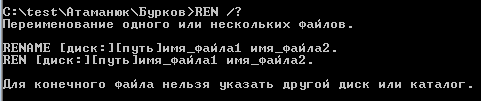 C:\test\Атаманюк\Бурков>REN /?
Переименование одного или нескольких файлов.
RENAME [диск:][путь]имя_файла1 имя_файла2.
REN [диск:][путь]имя_файла1 имя_файла2.
Для конечного файла нельзя указать другой диск или каталог.